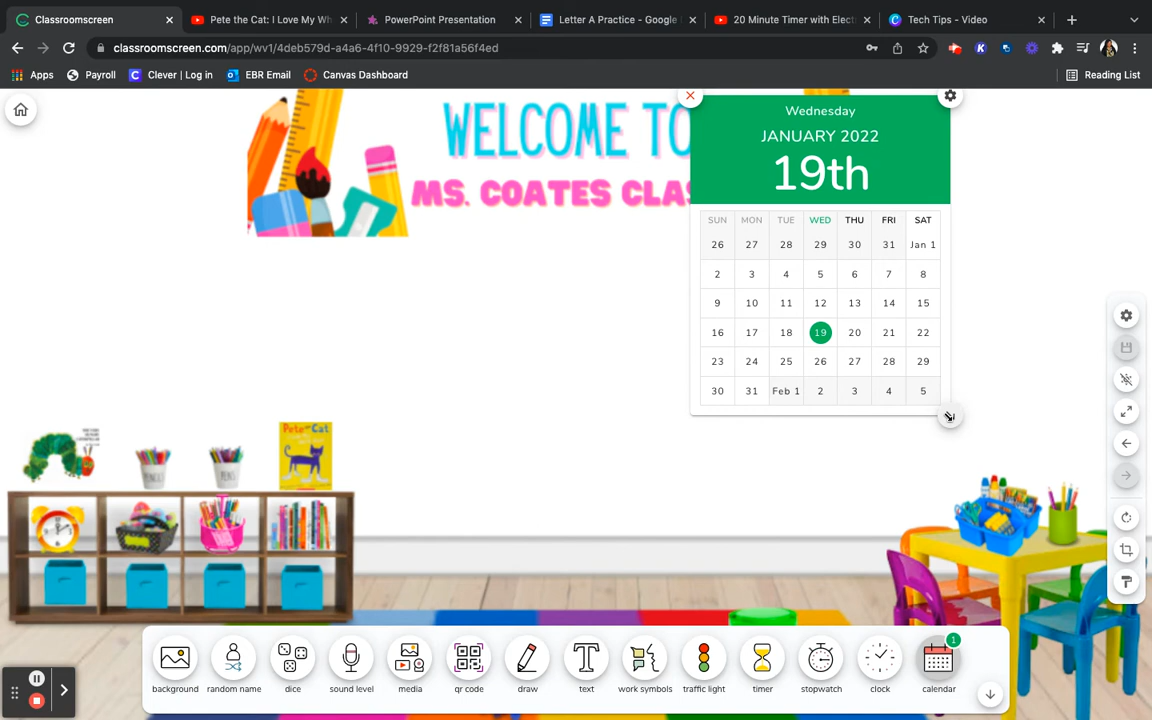 Classroomscreen
Pete the Cat: I Love My Wh
PowerPoint Presentation
Letter A Practice - Google
20 Minute Timer with Elect
Tech Tips - Video
classroomscreen.com/app/wv1/4deb579d-a4a6-4f10-9929-f2f81a56f4ed
Apps Payroll Clever | Log in EBR Email Canvas Dashboard Reading List
WELCOME TO
MS. COATES CLAS
Wednesday
JANUARY 2022
19th
SUN MON TUE WED THU FRI SAT
26 27 28 29 30 31 Jan 1
2 3 4 5 6 7 8
9 10 11 12 13 14 15
16 17 18 19 20 21 22
23 24 25 26 27 28 29
30 31 Feb 1 2 3 4 5
Pete the Cat
PENCILS
PENS
1
background random name dice sound level media qr code draw text work symbols traffic light timer stopwatch clock calendar